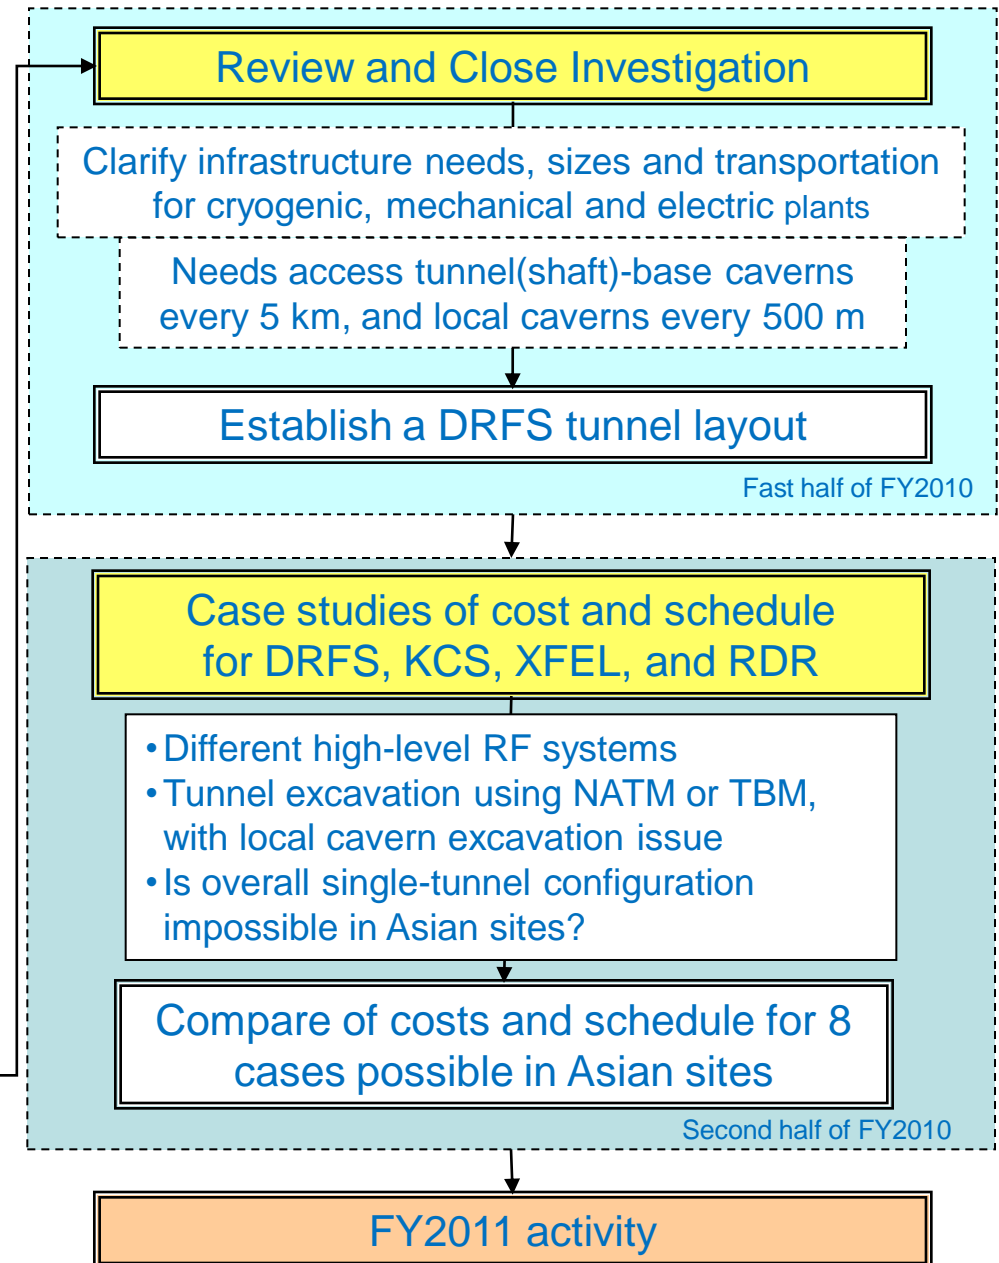 Review and Close Investigation
Clarify infrastructure needs, sizes and transportation
for cryogenic, mechanical and electric plants
Needs access tunnel(shaft)-base caverns
every 5 km, and local caverns every 500 m
Establish a DRFS tunnel layout
Fast half of FY2010
Case studies of cost and schedule
for DRFS, KCS, XFEL, and RDR
• Different high-level RF systems
• Tunnel excavation using NATM or TBM,
with local cavern excavation issue
• Is overall single-tunnel configuration
impossible in Asian sites?
Compare of costs and schedule for 8
cases possible in Asian sites
Second half of FY2010
FY2011 activity